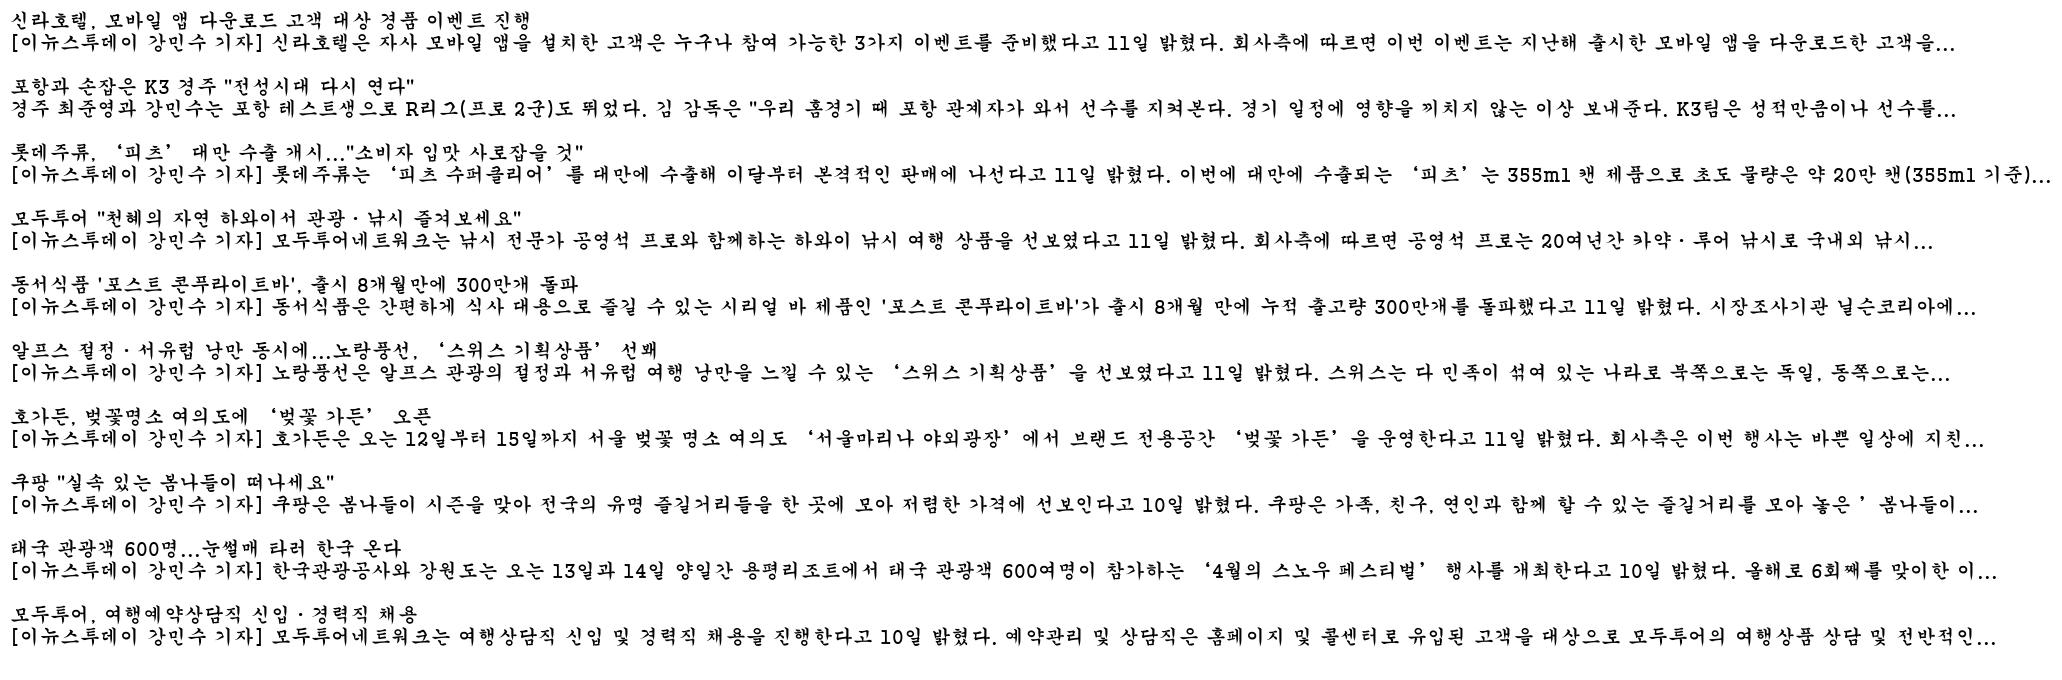 신라호텔, 모바일 앱 다운로드 고객 대상 경품 이벤트 진행
[이뉴스투데이 강민수 기자] 신라호텔은 자사 모바일 앱을 설치한 고객은 누구나 참여 가능한 3가지 이벤트를 준비했다고 11일 밝혔다. 회사측에 따르면 이번 이벤트는 지난해 출시한 모바일 앱을 다운로드한 고객을...
포항과 손잡은 K3 경주 "전성시대 다시 연다"
경주 최준영과 강민수는 포항 테스트생으로 R리그(프로 2군)도 뛰었다. 김 감독은 "우리 홈경기 때 포항 관계자가 와서 선수를 지켜본다. 경기 일정에 영향을 끼치지 않는 이상 보내준다. K3팀은 성적만큼이나 선수를...
롯데주류, ‘피츠’ 대만 수출 개시..."소비자 입맛 사로잡을 것"
[이뉴스투데이 강민수 기자] 롯데주류는 ‘피츠 수퍼클리어’를 대만에 수출해 이달부터 본격적인 판매에 나선다고 11일 밝혔다. 이번에 대만에 수출되는 ‘피츠’는 355ml 캔 제품으로 초도 물량은 약 20만 캔(355ml 기준)...
모두투어 "천혜의 자연 하와이서 관광·낚시 즐겨보세요"
[이뉴스투데이 강민수 기자] 모두투어네트워크는 낚시 전문가 공영석 프로와 함께하는 하와이 낚시 여행 상품을 선보였다고 11일 밝혔다. 회사측에 따르면 공영석 프로는 20여년간 카약·루어 낚시로 국내외 낚시...
동서식품 '포스트 콘푸라이트바', 출시 8개월만에 300만개 돌파
[이뉴스투데이 강민수 기자] 동서식품은 간편하게 식사 대용으로 즐길 수 있는 시리얼 바 제품인 '포스트 콘푸라이트바'가 출시 8개월 만에 누적 출고량 300만개를 돌파했다고 11일 밝혔다. 시장조사기관 닐슨코리아에...
알프스 절정·서유럽 낭만 동시에...노랑풍선, ‘스위스 기획상품’ 선봬
[이뉴스투데이 강민수 기자] 노랑풍선은 알프스 관광의 절정과 서유럽 여행 낭만을 느낄 수 있는 ‘스위스 기획상품’을 선보였다고 11일 밝혔다. 스위스는 다 민족이 섞여 있는 나라로 북쪽으로는 독일, 동쪽으로는...
호가든, 벚꽃명소 여의도에 ‘벚꽃 가든’ 오픈
[이뉴스투데이 강민수 기자] 호가든은 오는 12일부터 15일까지 서울 벚꽃 명소 여의도 ‘서울마리나 야외광장’에서 브랜드 전용공간 ‘벚꽃 가든’을 운영한다고 11일 밝혔다. 회사측은 이번 행사는 바쁜 일상에 지친...
쿠팡 "실속 있는 봄나들이 떠나세요"
[이뉴스투데이 강민수 기자] 쿠팡은 봄나들이 시즌을 맞아 전국의 유명 즐길거리들을 한 곳에 모아 저렴한 가격에 선보인다고 10일 밝혔다. 쿠팡은 가족, 친구, 연인과 함께 할 수 있는 즐길거리를 모아 놓은 ’봄나들이...
태국 관광객 600명...눈썰매 타러 한국 온다
[이뉴스투데이 강민수 기자] 한국관광공사와 강원도는 오는 13일과 14일 양일간 용평리조트에서 태국 관광객 600여명이 참가하는 ‘4월의 스노우 페스티벌’ 행사를 개최한다고 10일 밝혔다. 올해로 6회째를 맞이한 이...
모두투어, 여행예약상담직 신입·경력직 채용
[이뉴스투데이 강민수 기자] 모두투어네트워크는 여행상담직 신입 및 경력직 채용을 진행한다고 10일 밝혔다. 예약관리 및 상담직은 홈페이지 및 콜센터로 유입된 고객을 대상으로 모두투어의 여행상품 상담 및 전반적인...